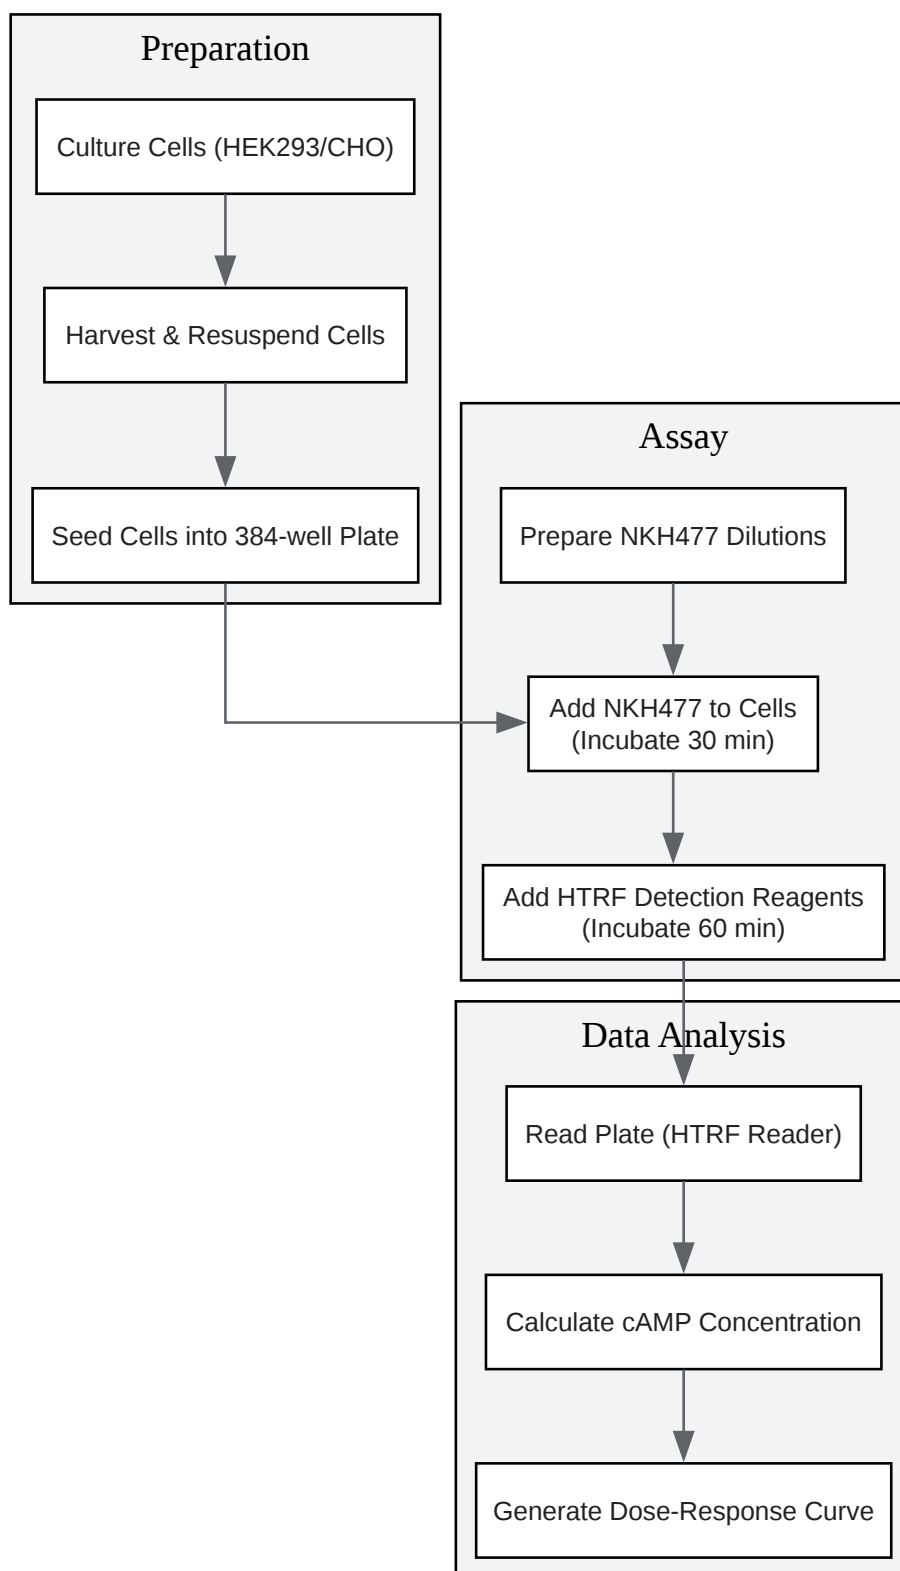 Preparation
Culture Cells (HEK293/CHO)
Harvest & Resuspend Cells
Seed Cells into 384-well Plate
Assay
Prepare NKH477 Dilutions
Add NKH477 to Cells
(Incubate 30 min)
Add HTRF Detection Reagents
(Incubate 60 min)
Data Analysis
Read Plate (HTRF Reader)
Calculate cAMP Concentration
Generate Dose-Response Curve